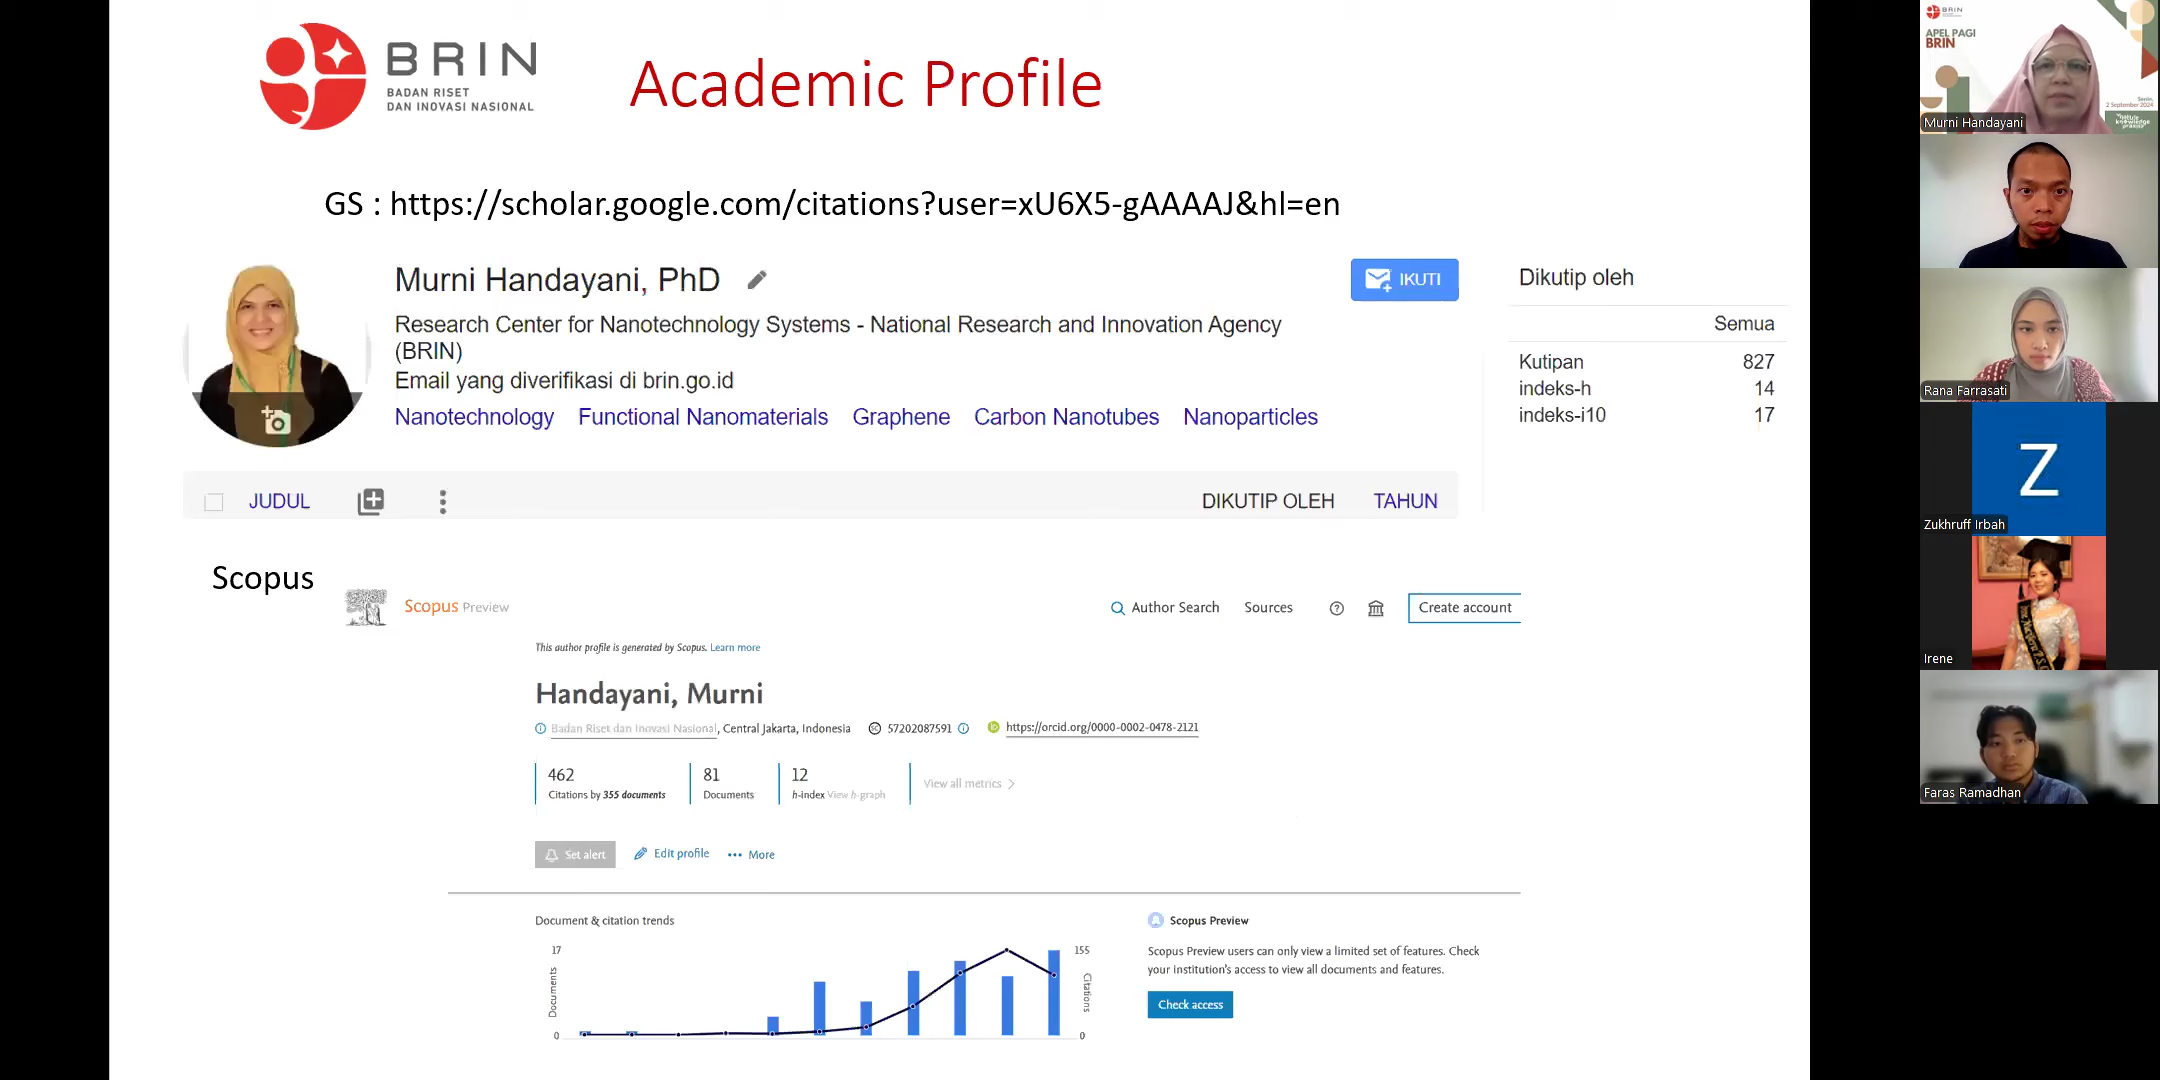 BRIN
BADAN RISET
DAN INOVASI NASIONAL
Academic Profile
GS : https://scholar.google.com/citations?user=xU6X5-gAAAAJ&hl=en
Murni Handayani, PhD
IKUTI
Research Center for Nanotechnology Systems - National Research and Innovation Agency
(BRIN)
Email yang diverifikasi di brin.go.id
Nanotechnology Functional Nanomaterials Graphene Carbon Nanotubes Nanoparticles
Dikutip oleh
Semua
Kutipan 827
indeks-h 14
indeks-i10 17
JUDUL DIKUTIP OLEH TAHUN
Scopus
Scopus Preview
Author Search Sources Create account
This author profile is generated by Scopus. Learn more
Handayani, Murni
Badan Riset dan Inovasi Nasional, Central Jakarta, Indonesia 57202087591 https://orcid.org/0000-0002-0478-2121
462 81 12
Citations by 355 documents Documents h-index View h-graph View all metrics
Set alert Edit profile More
Document & citation trends
17 155
Documents Citations
0 0
Scopus Preview
Scopus Preview users can only view a limited set of features. Check
your institution's access to view all documents and features.
Check access
BRIN
APEL PAGI
BRIN
Senin,
2 September 2024
Murni Handayani
Rana Farrasati
Z
Zukhruff Irbah
Irene
Faras Ramadhan